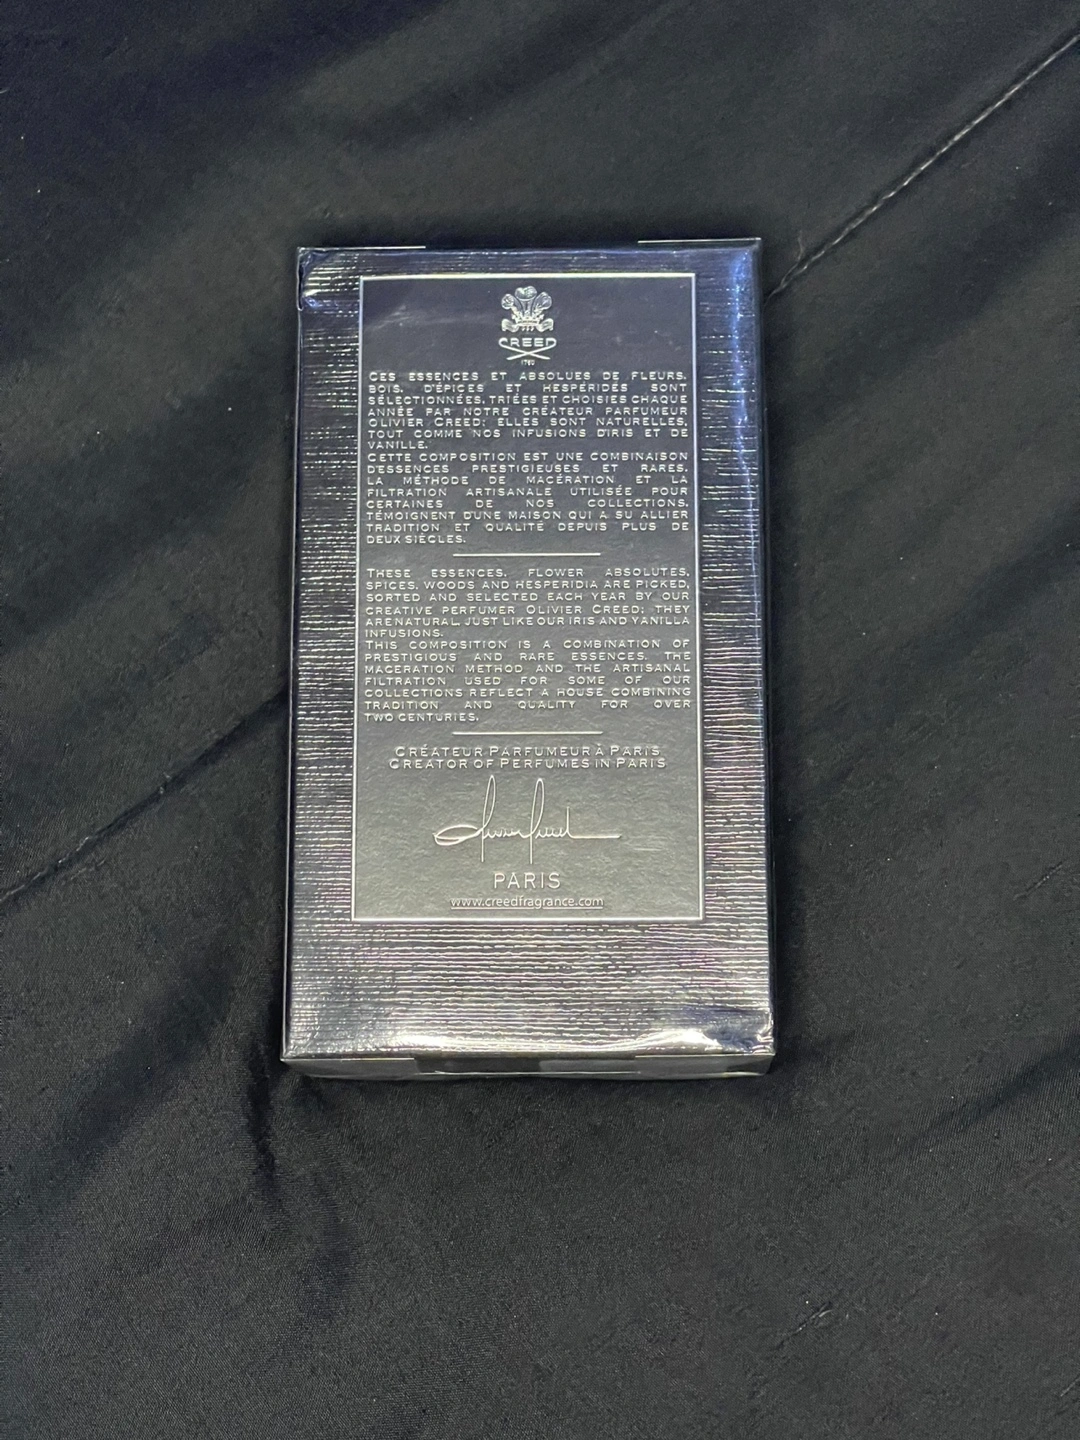 CREED
1760
CES ESSENCES ET ABSOLUES DE FLEURS,
BOIS, D'ÉPICES ET HESPÉRIDÉS SONT
SÉLECTIONNÉES, TRIÉES ET CHOISIES CHAQUE
ANNÉE PAR NOTRE CRÉATEUR PARFUMEUR
OLIVIER CREED; ELLES SONT NATURELLES,
TOUT COMME NOS INFUSIONS D'IRIS ET DE
VANILLE.
CETTE COMPOSITION EST UNE COMBINAISON
D'ESSENCES PRESTIGIEUSES ET RARES.
LA MÉTHODE DE MACÉRATION ET LA
FILTRATION ARTISANALE UTILISÉE POUR
CERTAINES DE NOS COLLECTIONS,
TÉMOIGNENT D'UNE MAISON QUI A SU ALLIER
TRADITION ET QUALITÉ DEPUIS PLUS DE
DEUX SIÈCLES.
THESE ESSENCES, FLOWER ABSOLUTES,
SPICES, WOODS AND HESPERIDIA ARE PICKED,
SORTED AND SELECTED EACH YEAR BY OUR
CREATIVE PERFUMER OLIVIER CREED; THEY
ARE NATURAL, JUST LIKE OUR IRIS AND VANILLA
INFUSIONS.
THIS COMPOSITION IS A COMBINATION OF
PRESTIGIOUS AND RARE ESSENCES. THE
MACERATION METHOD AND THE ARTISANAL
FILTRATION USED FOR SOME OF OUR
COLLECTIONS REFLECT A HOUSE COMBINING
TRADITION AND QUALITY FOR OVER
TWO CENTURIES.
CRÉATEUR PARFUMEUR À PARIS
CREATOR OF PERFUMES IN PARIS
Olivier Creed
PARIS
www.creedfragrance.com